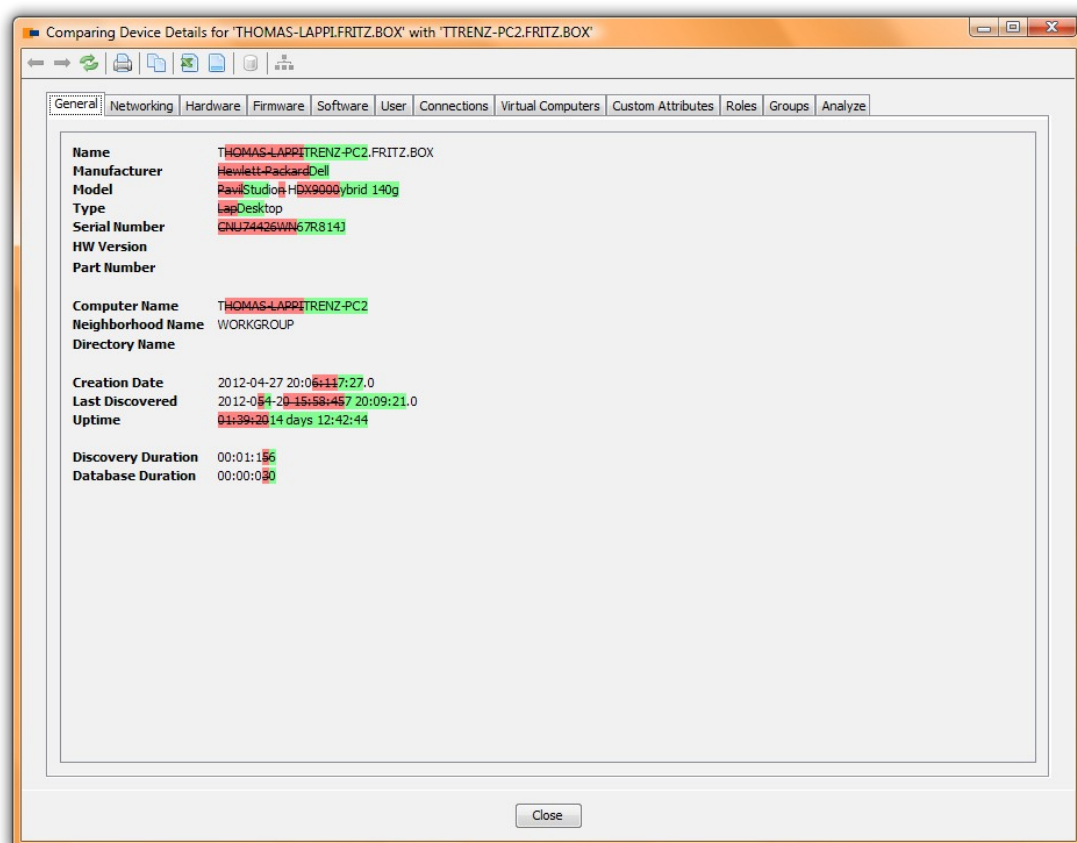 Comparing Device Details for 'THOMAS-LAPPI.FRITZ.BOX' with 'TTRENZ-PC2.FRITZ.BOX'
General Networking Hardware Firmware Software User Connections Virtual Computers Custom Attributes Roles Groups Analyze
Name THOMAS-LAPPITRENZ-PC2.FRITZ.BOX
Manufacturer Hewlett-PackardDell
Model PavilStudion HDX9000ybrid 140g
Type LapDesktop
Serial Number CNU74426WN67R814J
HW Version
Part Number
Computer Name THOMAS-LAPPITRENZ-PC2
Neighborhood Name WORKGROUP
Directory Name
Creation Date 2012-04-27 20:06:117:27.0
Last Discovered 2012-054-20 15:58:457 20:09:21.0
Uptime 01:39:2014 days 12:42:44
Discovery Duration 00:01:156
Database Duration 00:00:030
Close